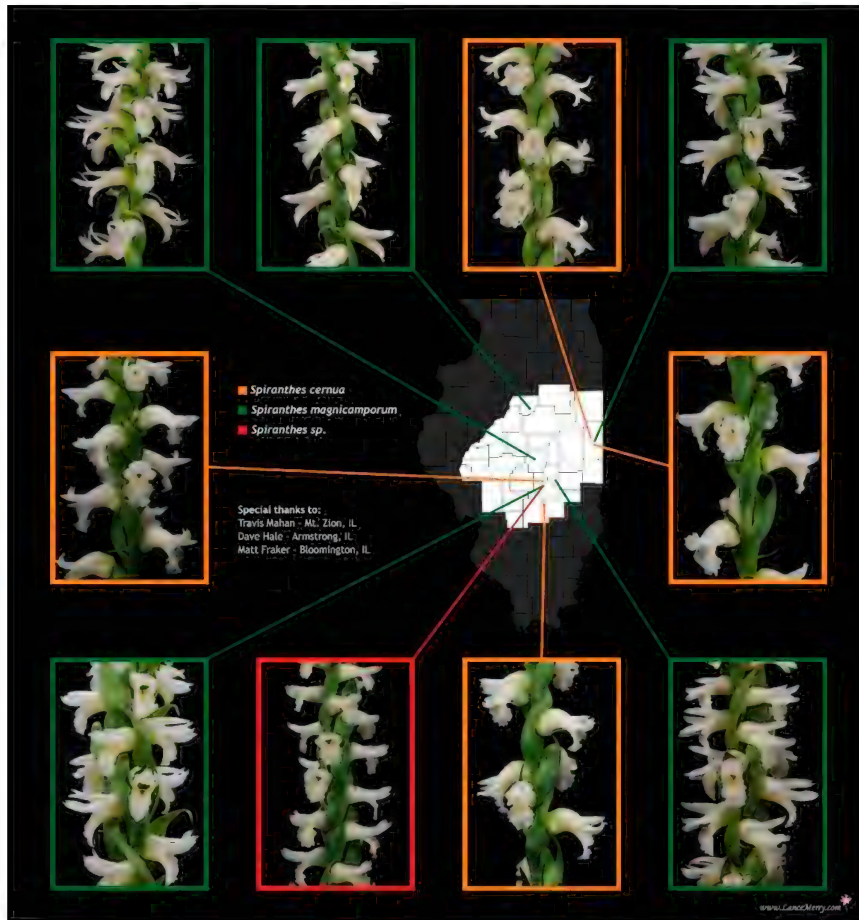 Spiranthes cernua
Spiranthes magnicamporum
Spiranthes sp.
Special thanks to:
Travis Mahan - Mt. Zion, IL
Dave Hale - Armstrong, IL
Matt Fraker - Bloomington, IL
www.LanceMerry.com